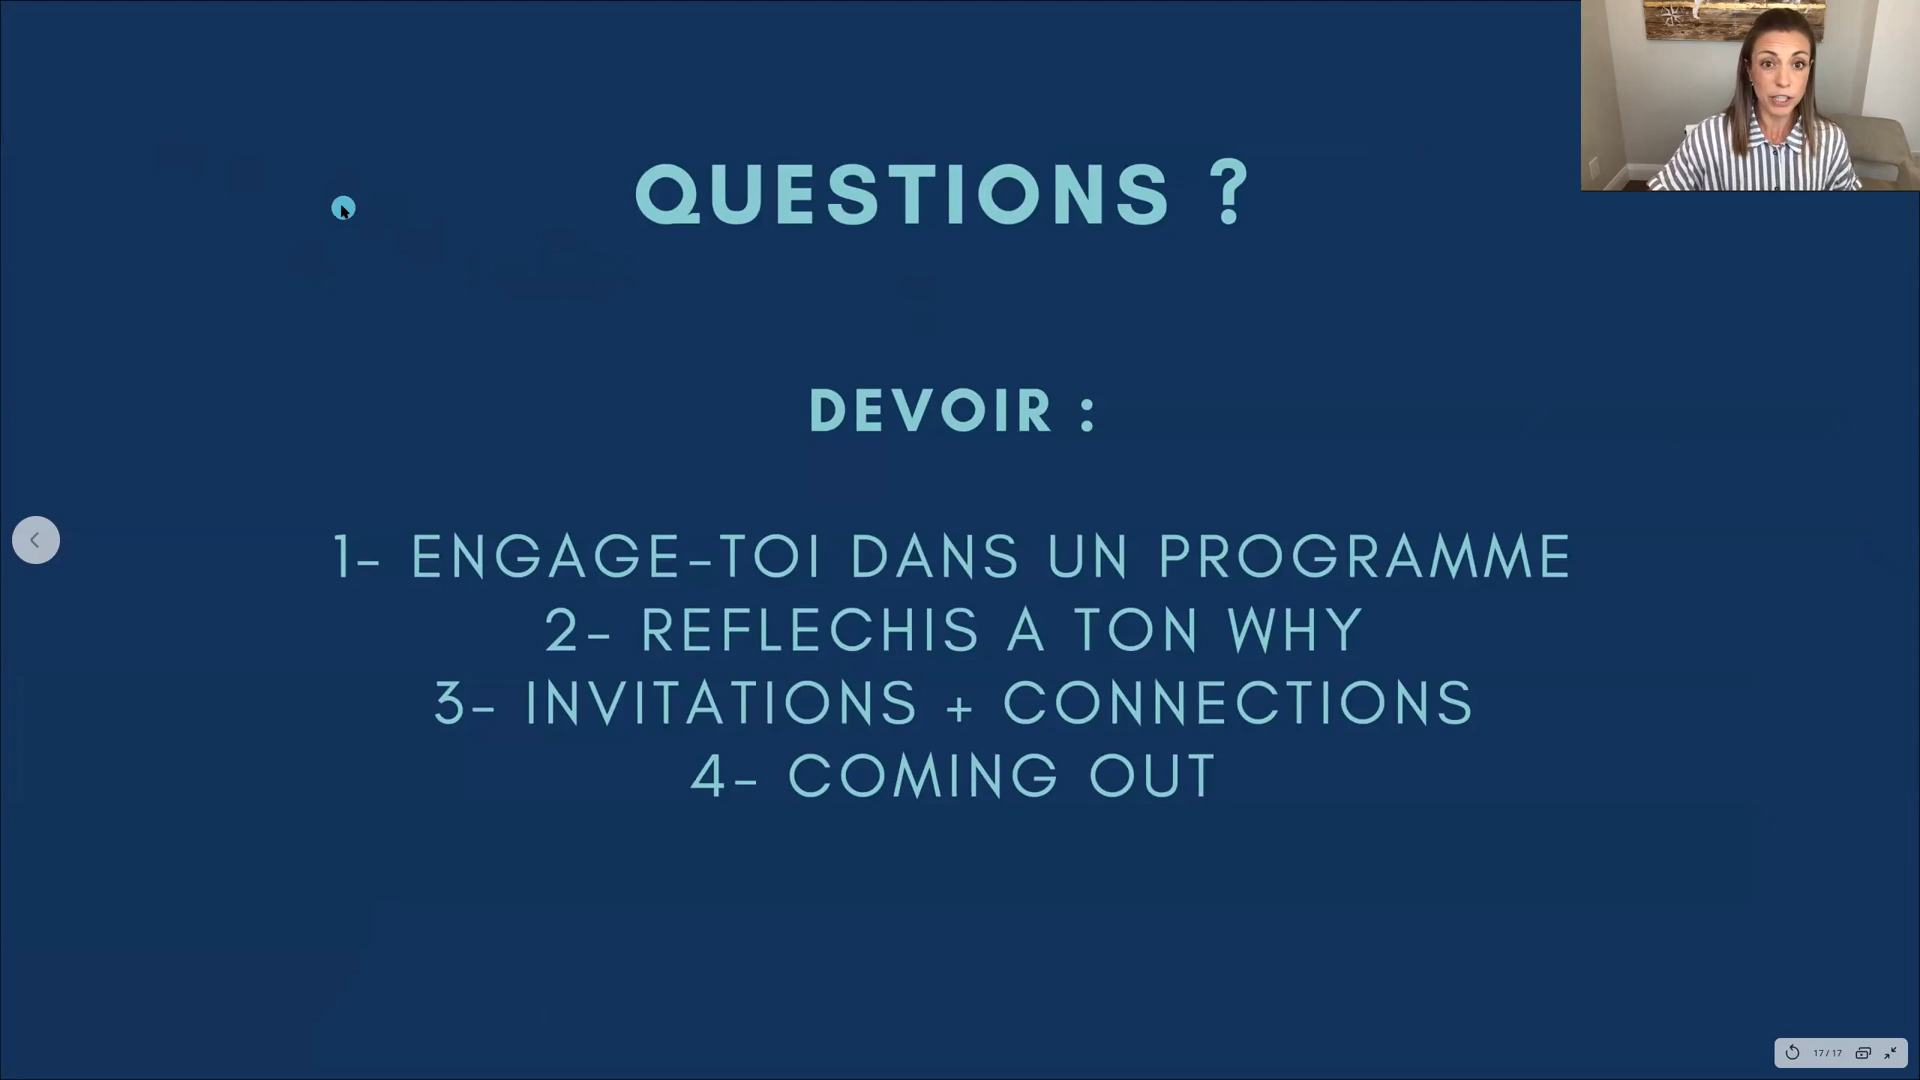 QUESTIONS ?
DEVOIR :
1- ENGAGE-TOI DANS UN PROGRAMME
2- REFLECHIS A TON WHY
3- INVITATIONS + CONNECTIONS
4- COMING OUT
17/17